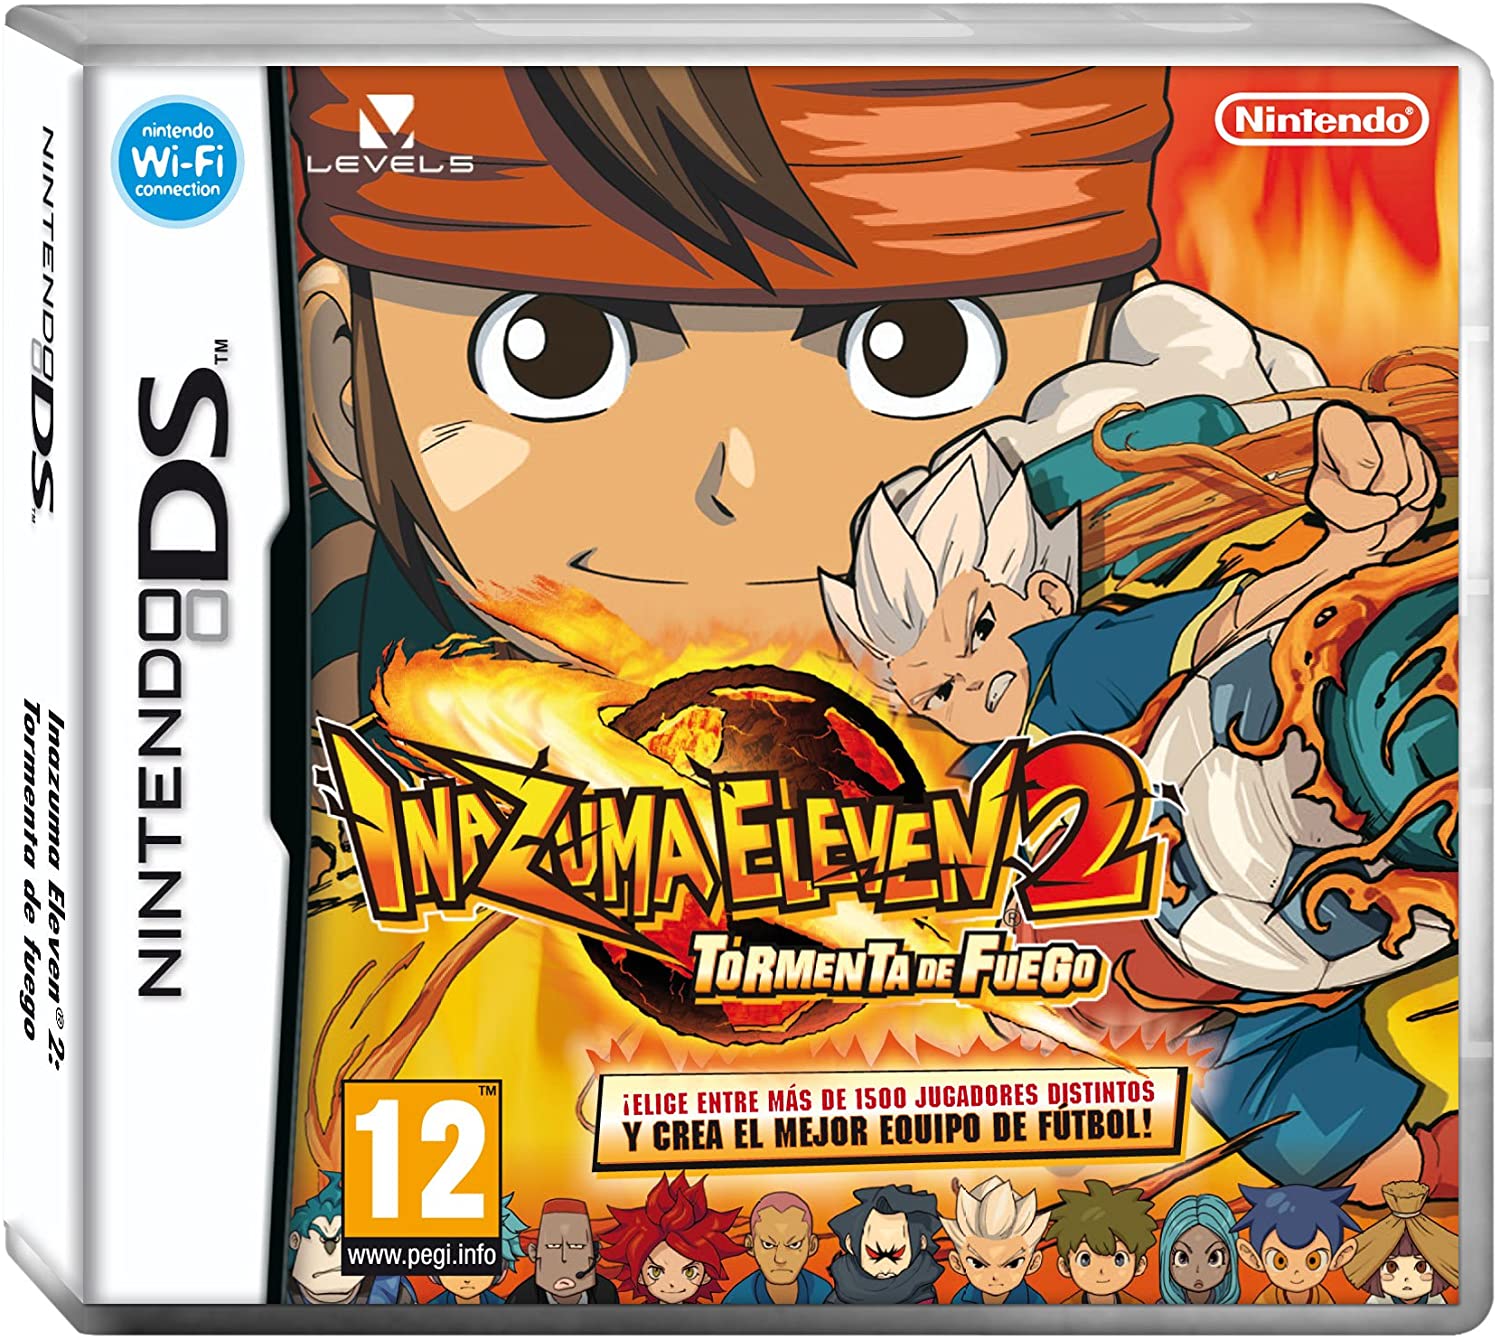 NINTENDO DS™
Inazuma Eleven® 2:
Tormenta de fuego
nintendo
Wi-Fi
connection
NINTENDO DS™
LEVEL5
Nintendo®
INAZUMA ELEVEN 2
®
TORMENTA DE FUEGO
¡ELIGE ENTRE MÁS DE 1500 JUGADORES DISTINTOS
Y CREA EL MEJOR EQUIPO DE FÚTBOL!
12™
www.pegi.info